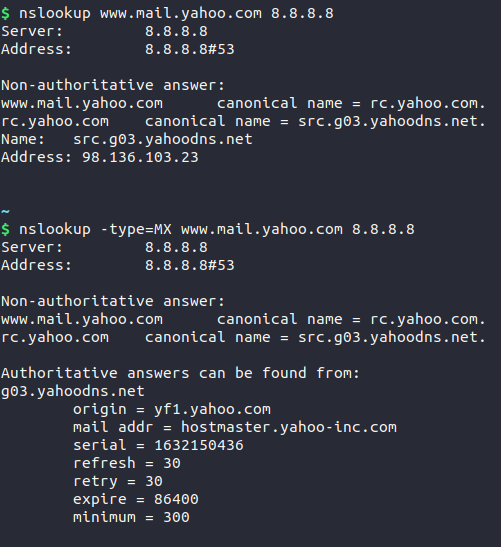 $ nslookup www.mail.yahoo.com 8.8.8.8
Server:         8.8.8.8
Address:        8.8.8.8#53
Non-authoritative answer:
www.mail.yahoo.com      canonical name = rc.yahoo.com.
rc.yahoo.com    canonical name = src.g03.yahoodns.net.
Name:   src.g03.yahoodns.net
Address: 98.136.103.23
~
$ nslookup -type=MX www.mail.yahoo.com 8.8.8.8
Server:         8.8.8.8
Address:        8.8.8.8#53
Non-authoritative answer:
www.mail.yahoo.com      canonical name = rc.yahoo.com.
rc.yahoo.com    canonical name = src.g03.yahoodns.net.
Authoritative answers can be found from:
g03.yahoodns.net
        origin = yf1.yahoo.com
        mail addr = hostmaster.yahoo-inc.com
        serial = 1632150436
        refresh = 30
        retry = 30
        expire = 86400
        minimum = 300